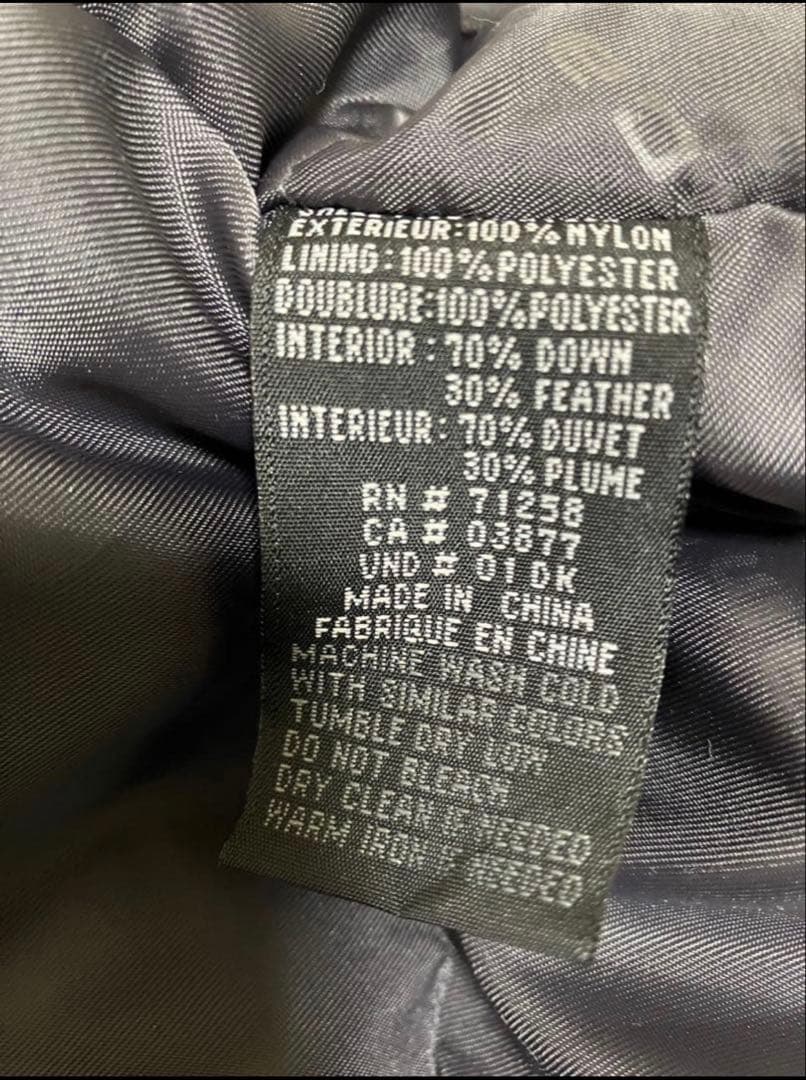 EXTERIEUR:100%NYLON
LINING:100%POLYESTER
DOUBLURE:100%POLYESTER
INTERIOR: 70% DOWN
30% FEATHER
INTERIEUR: 70% DUVET
30% PLUME
RN # 71258
CA # 03877
VND # 01 DK
MADE IN CHINA
FABRIQUE EN CHINE
MACHINE WASH COLD
WITH SIMILAR COLORS
TUMBLE DRY LOW
DO NOT BLEACH
DRY CLEAN IF NEEDED
WARM IRON IF NEEDED